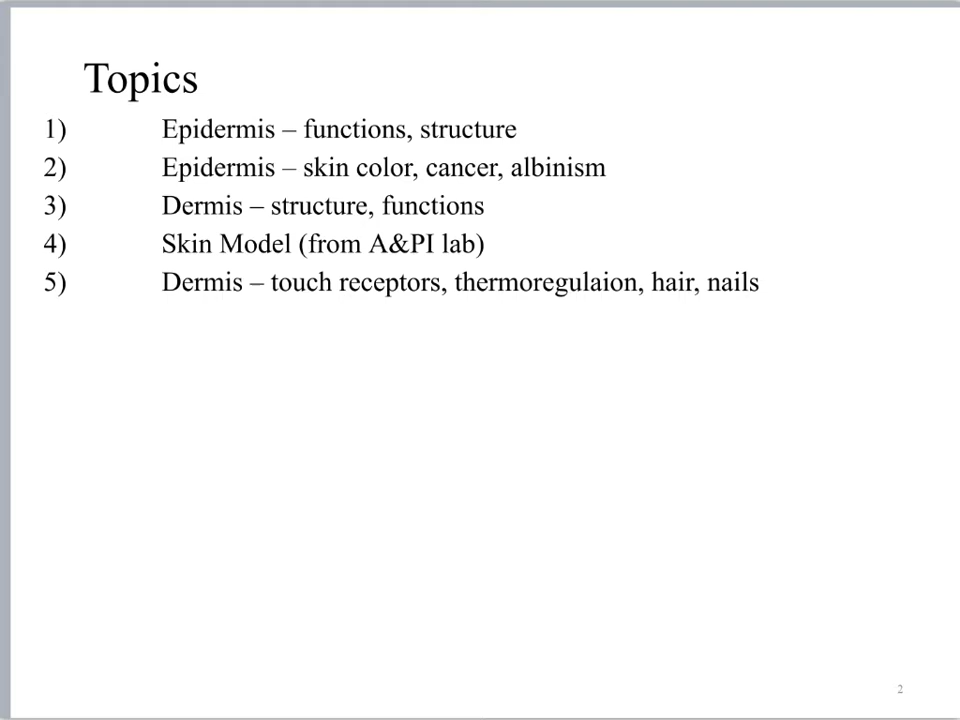 Topics
1) Epidermis – functions, structure
2) Epidermis – skin color, cancer, albinism
3) Dermis – structure, functions
4) Skin Model (from A&PI lab)
5) Dermis – touch receptors, thermoregulaion, hair, nails
2